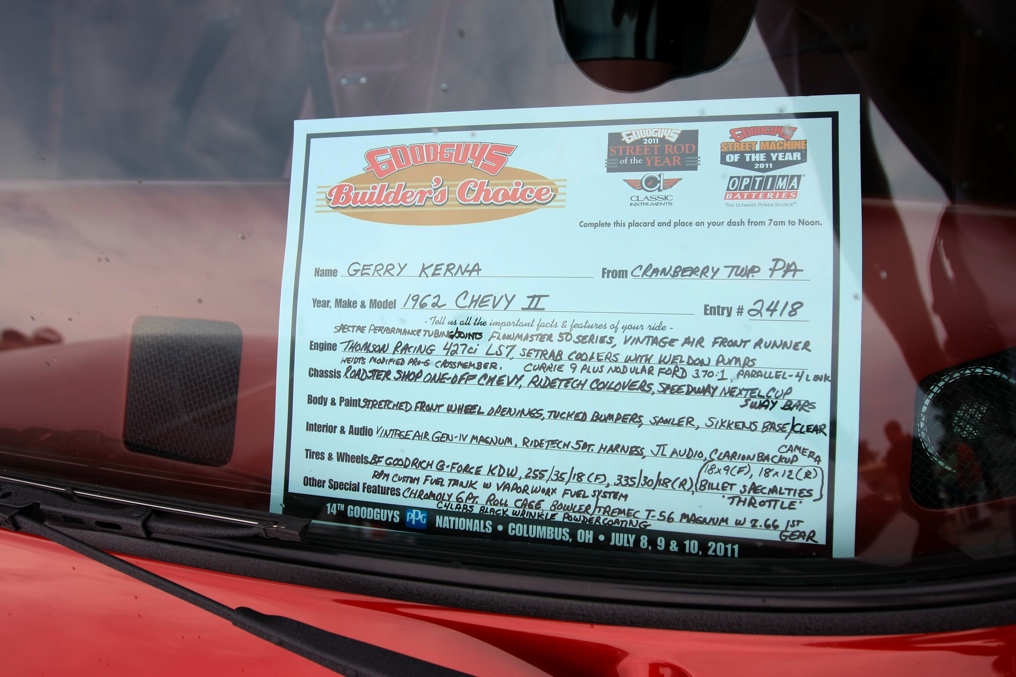 GOODGUYS
Builder's Choice
GOODGUYS
2011
STREET ROD
of the YEAR
CLASSIC
INSTRUMENTS
GOODGUYS
STREET MACHINE
OF THE YEAR
2011
OPTIMA
BATTERIES
THE ULTIMATE POWER SOURCE
Complete this placard and place on your dash from 7am to Noon.
Name GERRY KERNA From CRANBERRY TWP PA
Year, Make & Model 1962 CHEVY II Entry # 2418
- Tell us all the important facts & features of your ride -
SPECTRE PERFORMANCE TUBING/JOINTS FLOWMASTER 50 SERIES, VINTAGE AIR FRONT RUNNER
Engine THOMSON RACING 427ci LS7, SETRAB COOLERS WITH WELDON PUMPS
HEIDTS MODIFIED PRO-G CROSSMEMBER. CURRIE 9 PLUS NODULAR FORD 3.70:1, PARALLEL-4 LINK
Chassis ROADSTER SHOP ONE-OFF CHEVY, RIDETECH COILOVERS, SPEEDWAY NEXTEL CUP
SWAY BARS
Body & Paint STRETCHED FRONT WHEEL OPENINGS, TUCKED BUMPERS, SIKKENS BASE/CLEAR
Interior & Audio VINTAGE AIR GEN-IV MAGNUM, RIDETECH 5PT. HARNESS, JL AUDIO, CLARION BACKUP
CAMERA
Tires & Wheels BF GOODRICH G-FORCE KDW, 255/35/18 (F), 335/30/18 (R), (18x9(F), 18x12(R)
BILLET SPECIALTIES
"THROTTLE"
RPM CUSTOM FUEL TANK W VAPORWORX FUEL SYSTEM
Other Special Features CHROMOLY 6PT. ROLL CAGE BOWLER/TREMEC T-56 MAGNUM W 2.66 1ST
GEAR
BLACK WRINKLE POWDERCOATING
14TH GOODGUYS PPG NATIONALS • COLUMBUS, OH • JULY 8, 9 & 10, 2011